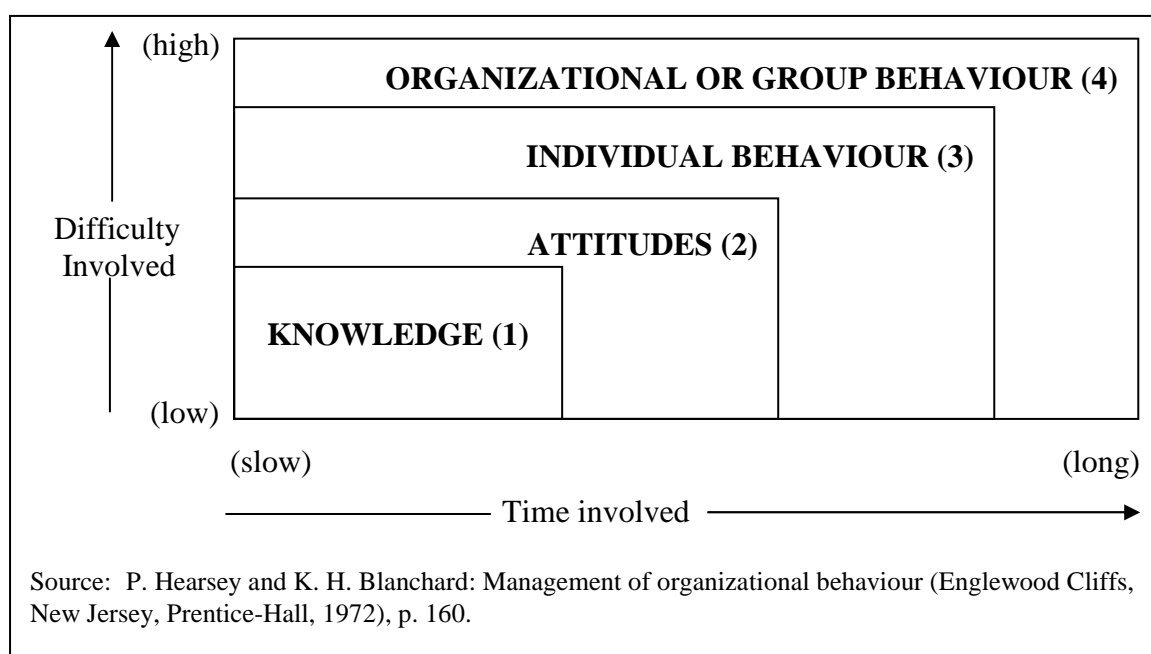 (high)
ORGANIZATIONAL OR GROUP BEHAVIOUR (4)
INDIVIDUAL BEHAVIOUR (3)
Difficulty
Involved
ATTITUDES (2)
KNOWLEDGE (1)
(low)
(slow) (long)
Time involved
Source: P. Hearsey and K. H. Blanchard: Management of organizational behaviour (Englewood Cliffs,
New Jersey, Prentice-Hall, 1972), p. 160.